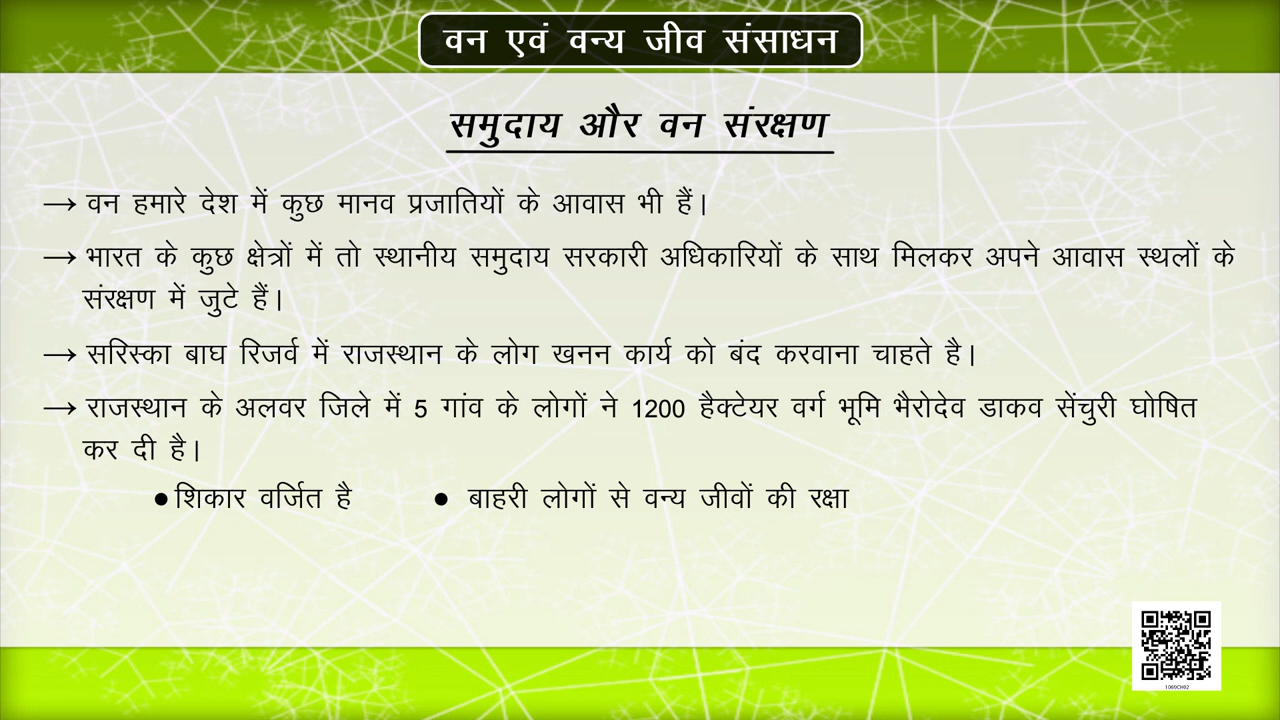 वन एवं वन्य जीव संसाधन
समुदाय और वन संरक्षण
→ वन हमारे देश में कुछ मानव प्रजातियों के आवास भी हैं।
→ भारत के कुछ क्षेत्रों में तो स्थानीय समुदाय सरकारी अधिकारियों के साथ मिलकर अपने आवास स्थलों के
संरक्षण में जुटे हैं।
→ सरिस्का बाघ रिजर्व में राजस्थान के लोग खनन कार्य को बंद करवाना चाहते है।
→ राजस्थान के अलवर जिले में 5 गांव के लोगों ने 1200 हैक्टेयर वर्ग भूमि भैरोदेव डाकव सेंचुरी घोषित
कर दी है।
● शिकार वर्जित है ● बाहरी लोगों से वन्य जीवों की रक्षा
1069CH02